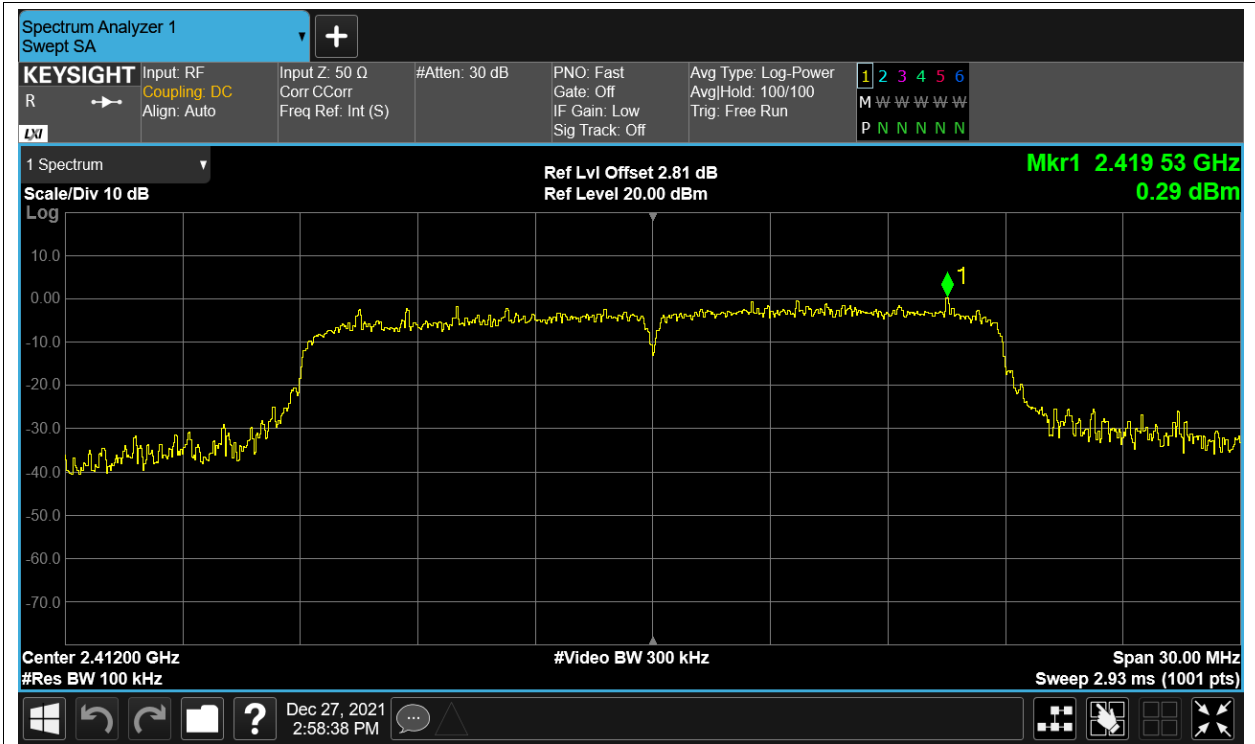 Spectrum Analyzer 1
Swept SA
KEYSIGHT
R
LXI
Input: RF
Coupling: DC
Align: Auto
Input Z: 50 Ω
Corr CCorr
Freq Ref: Int (S)
#Atten: 30 dB
PNO: Fast
Gate: Off
IF Gain: Low
Sig Track: Off
Avg Type: Log-Power
Avg|Hold: 100/100
Trig: Free Run
1 2 3 4 5 6
M W W W W W
P N N N N N
1 Spectrum
Scale/Div 10 dB
Log
Ref Lvl Offset 2.81 dB
Ref Level 20.00 dBm
Mkr1 2.419 53 GHz
0.29 dBm
10.0
0.00
-10.0
-20.0
-30.0
-40.0
-50.0
-60.0
-70.0
1
Center 2.41200 GHz
#Res BW 100 kHz
#Video BW 300 kHz
Span 30.00 MHz
Sweep 2.93 ms (1001 pts)
?
Dec 27, 2021
2:58:38 PM